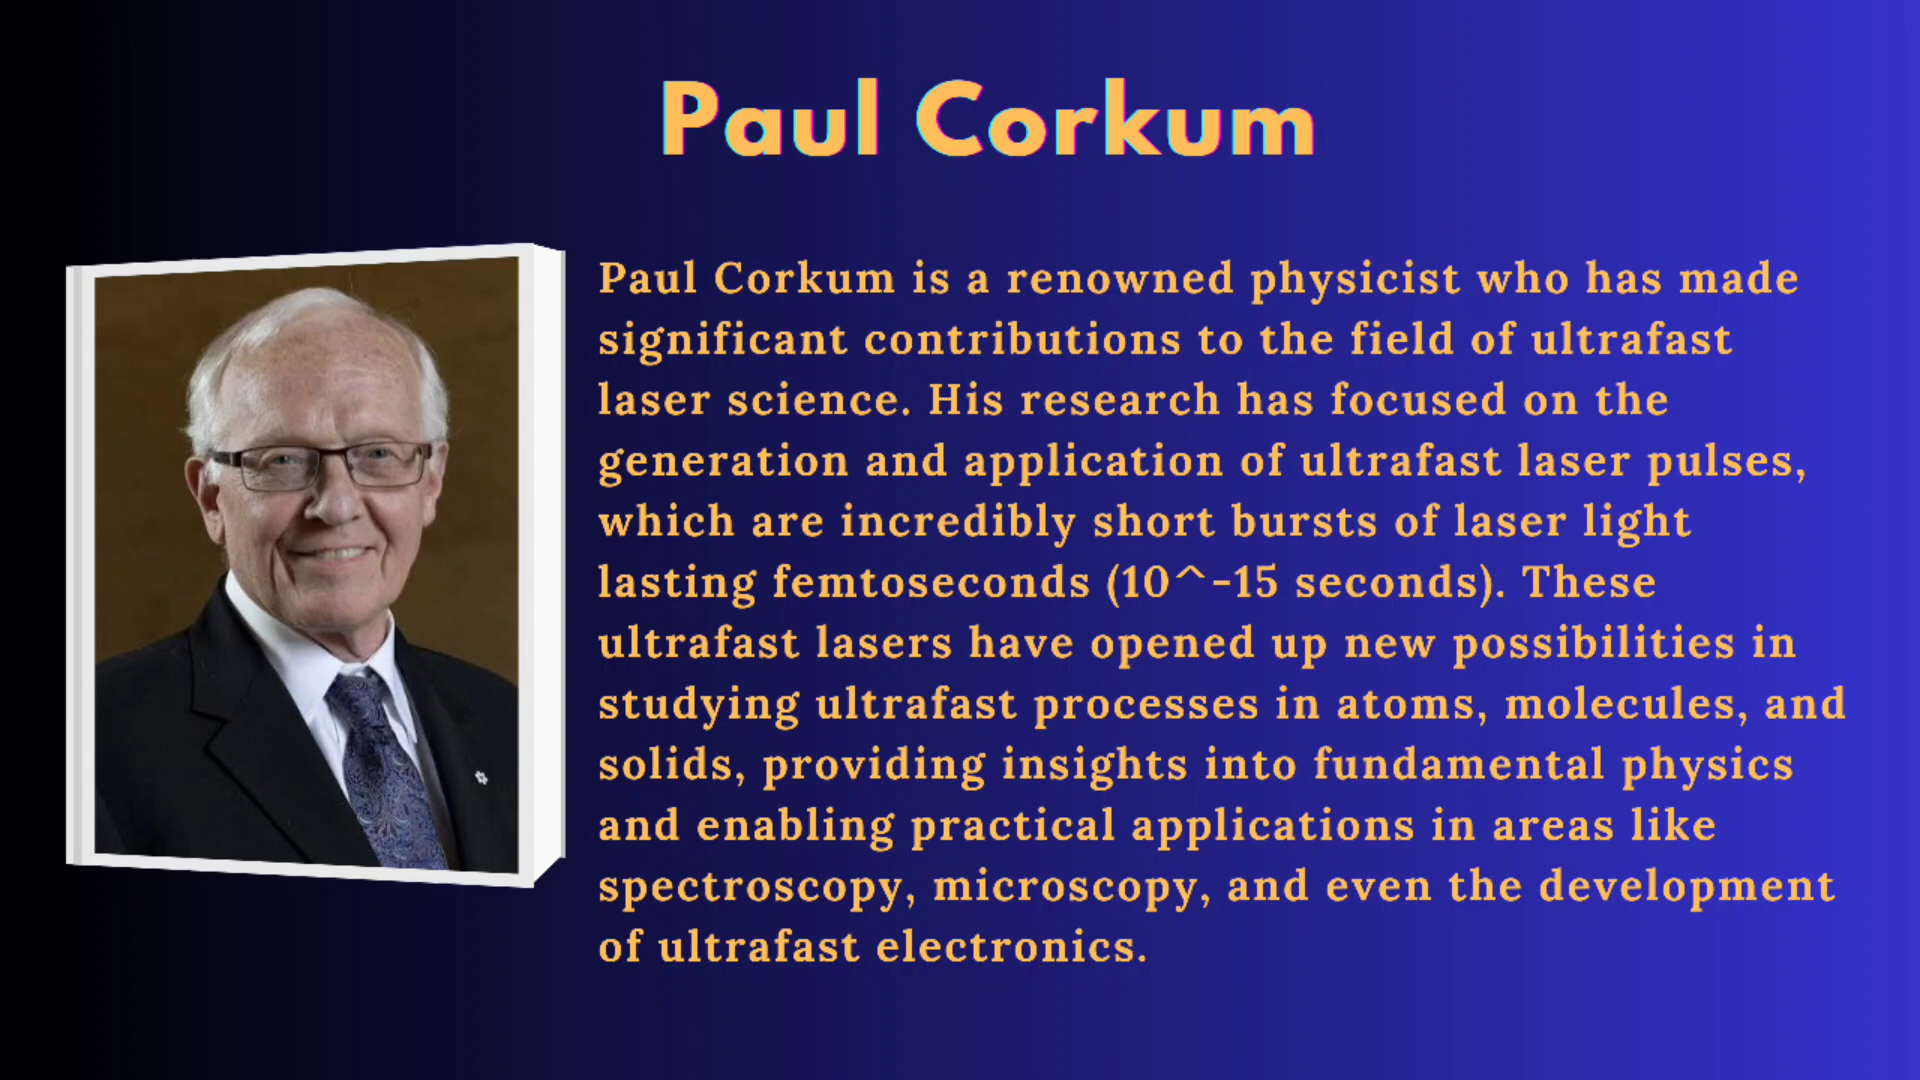 Paul Corkum
Paul Corkum is a renowned physicist who has made
significant contributions to the field of ultrafast
laser science. His research has focused on the
generation and application of ultrafast laser pulses,
which are incredibly short bursts of laser light
lasting femtoseconds (10^-15 seconds). These
ultrafast lasers have opened up new possibilities in
studying ultrafast processes in atoms, molecules, and
solids, providing insights into fundamental physics
and enabling practical applications in areas like
spectroscopy, microscopy, and even the development
of ultrafast electronics.